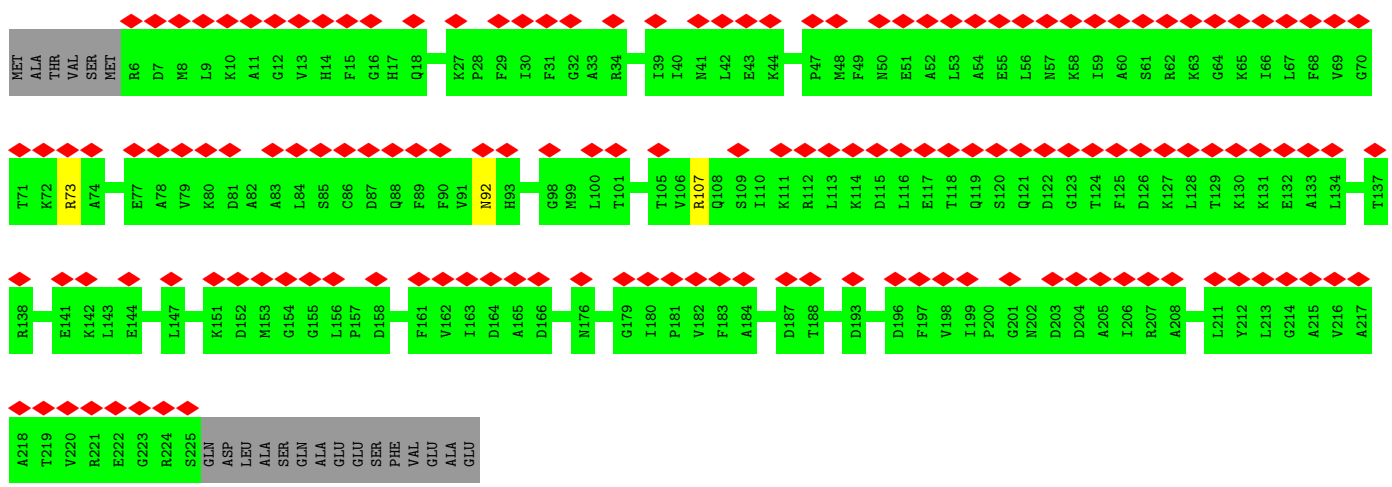 MET ALA THR VAL SER MET R6 D7 M8 L9 K10 A11 G12 V13 H14 F15 G16 H17 Q18 K27 P28 F29 I30 F31 G32 A33 R34 I39 I40 N41 L42 E43 K44 P47 M48 F49 N50 E51 A52 L53 A54 E55 L56 N57 K58 I59 A60 S61 R62 K63 G64 K65 I66 L67 F68 V69 G70
T71 K72 R73 A74 E77 A78 V79 K80 D81 A82 A83 L84 S85 C86 D87 Q88 F89 F90 V91 N92 H93 G98 M99 L100 T101 T105 V106 R107 Q108 S109 I110 K111 R112 L113 K114 D115 L116 E117 T118 Q119 S120 Q121 D122 G123 T124 F125 D126 K127 L128 T129 K130 K131 E132 A133 L134 T137
R138 E141 K142 L143 E144 L147 K151 D152 M153 G154 G155 L156 P157 D158 F161 V162 I163 D164 A165 D166 N176 G179 I180 P181 V182 F183 A184 D187 T188 D193 D196 F197 V198 I199 P200 G201 N202 D203 D204 A205 I206 R207 A208 L211 Y212 L213 G214 A215 V216 A217
A218 T219 V220 R221 E222 G223 R224 S225 GLN ASP LEU ALA SER GLN ALA GLU GLU SER PHE VAL GLU ALA GLU